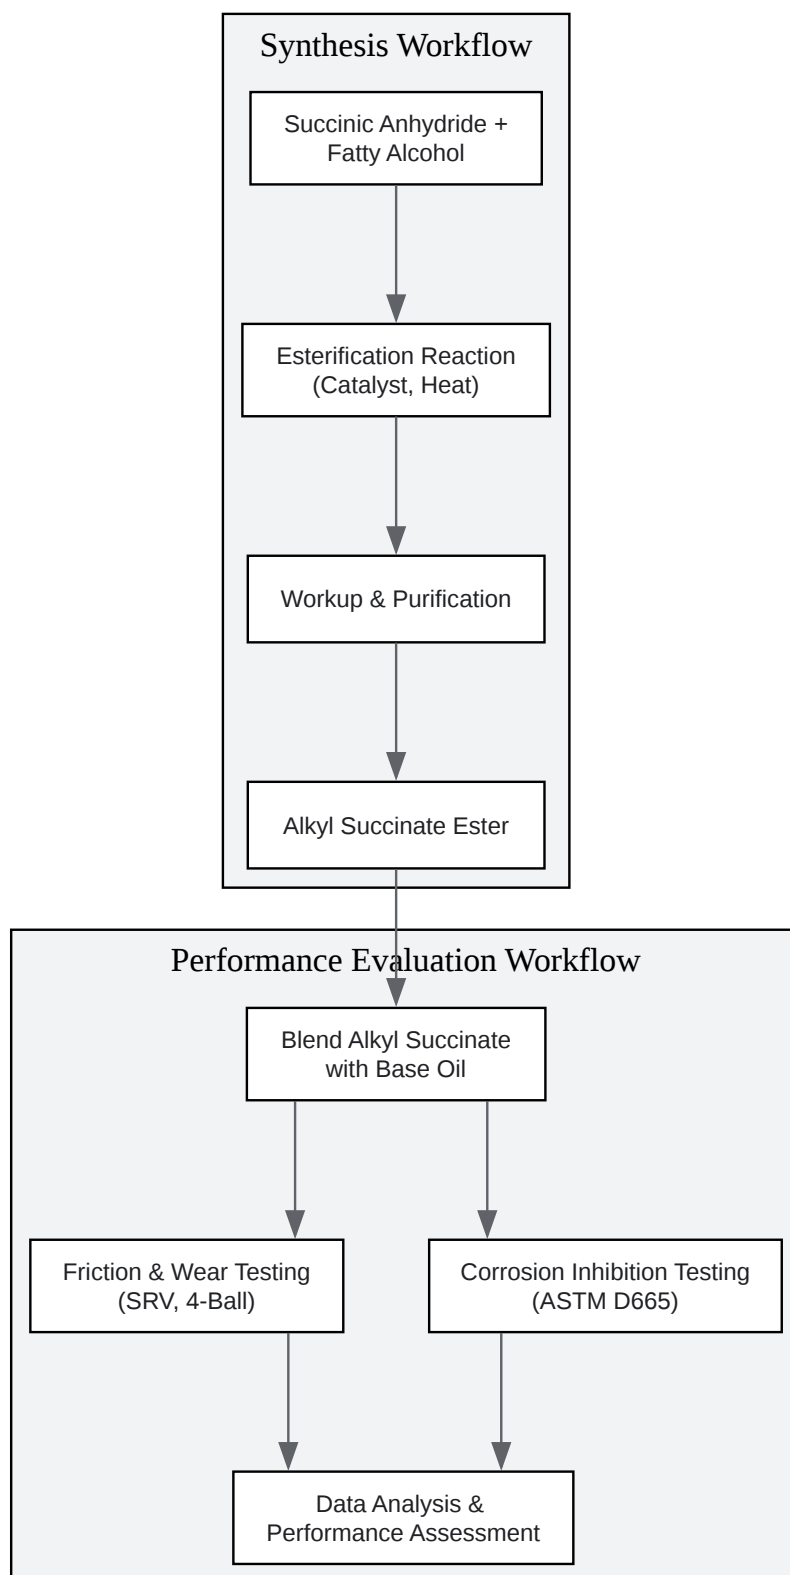 Synthesis Workflow
Succinic Anhydride +
Fatty Alcohol
Esterification Reaction
(Catalyst, Heat)
Workup & Purification
Alkyl Succinate Ester
Performance Evaluation Workflow
Blend Alkyl Succinate
with Base Oil
Friction & Wear Testing
(SRV, 4-Ball)
Corrosion Inhibition Testing
(ASTM D665)
Data Analysis &
Performance Assessment